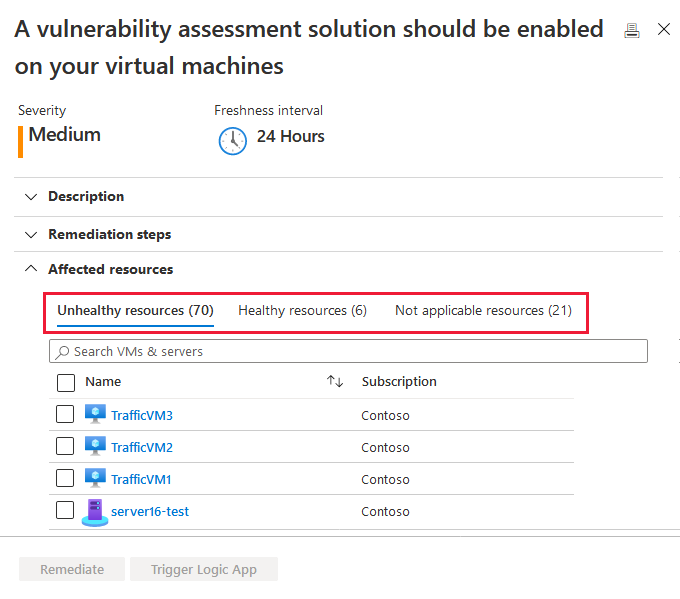 A vulnerability assessment solution should be enabled
on your virtual machines
Severity
Freshness interval
Medium
24 Hours
Description
Remediation steps
Affected resources
Unhealthy resources (70) Healthy resources (6) Not applicable resources (21)
Search VMs & servers
Name Subscription
TrafficVM3 Contoso
TrafficVM2 Contoso
TrafficVM1 Contoso
server16-test Contoso
Remediate Trigger Logic App